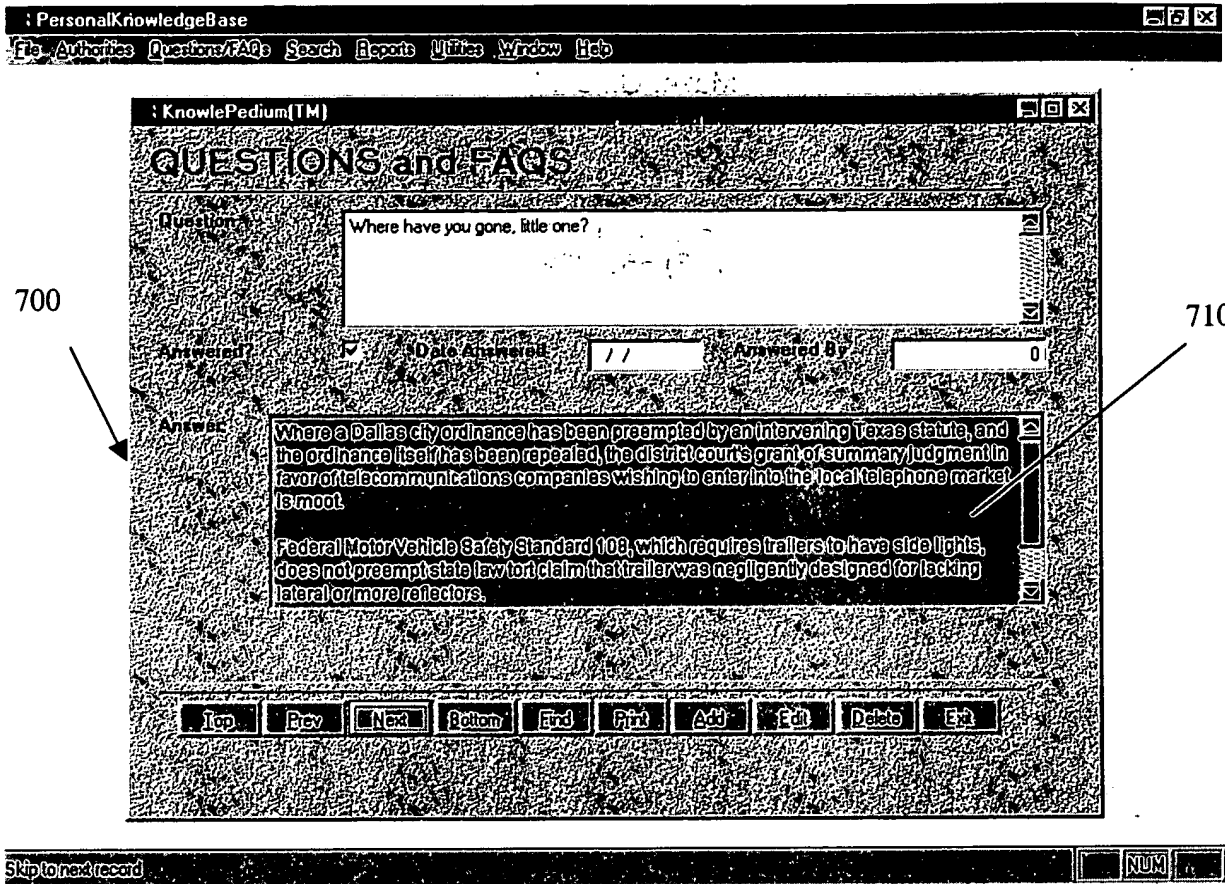 : PersonalKnowledgeBase
File Authorities Questions/FAQs Search Reports Utilities Window Help
: KnowlePedium(TM)
QUESTIONS and FAQS
Question
Where have you gone, little one?
700
710
Answered? Date Answered / / Answered By 0
Answer
Where a Dallas city ordinance has been preempted by an intervening Texas statute, and
the ordinance itself has been repealed, the district court's grant of summary judgment in
favor of telecommunications companies wishing to enter into the local telephone market
is moot.
Federal Motor Vehicle Safety Standard 108, which requires trailers to have side lights,
does not preempt state law tort claim that trailer was negligently designed for lacking
lateral or more reflectors.
Top Prev Next Bottom Find Print Add Edit Delete Exit
Skip to next record NUM